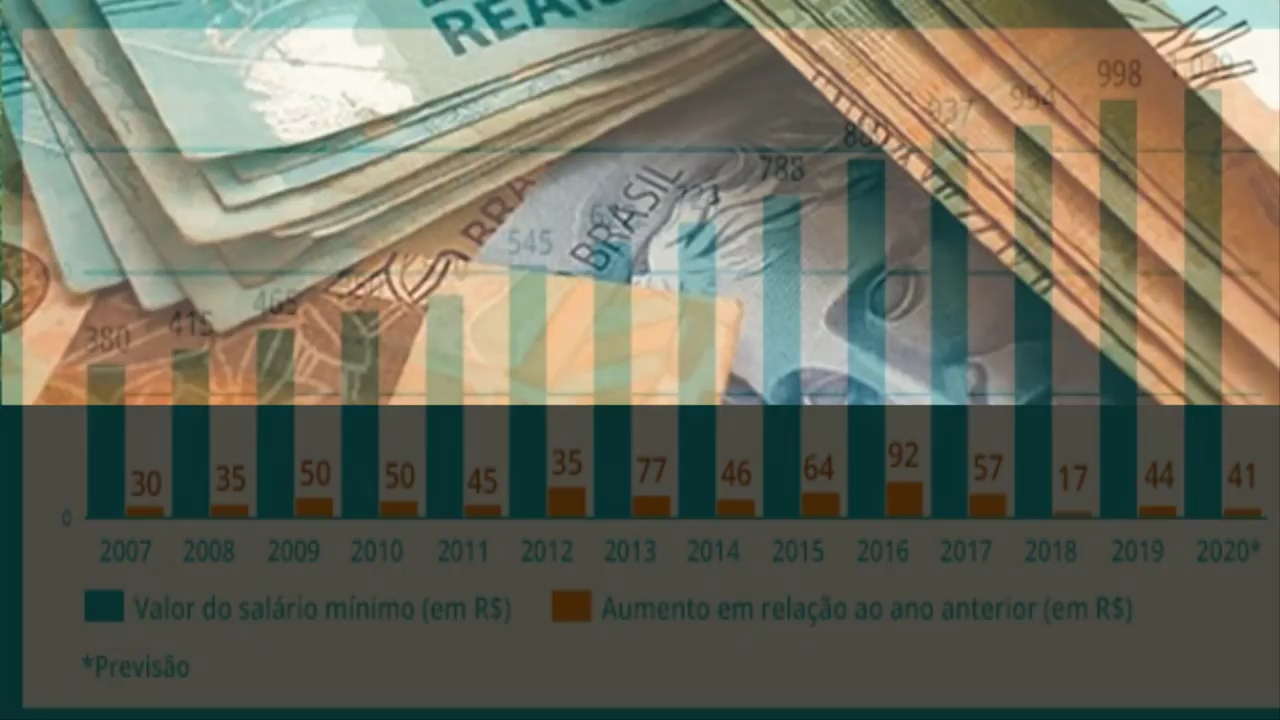 REAIS
998
954
937
788
BRASIL
545
BRA
465
415
380
30 35 50 50 45 35 77 46 64 92 57 17 44 41
0
2007 2008 2009 2010 2011 2012 2013 2014 2015 2016 2017 2018 2019 2020*
Valor do salário mínimo (em R$) Aumento em relação ao ano anterior (em R$)
*Previsão